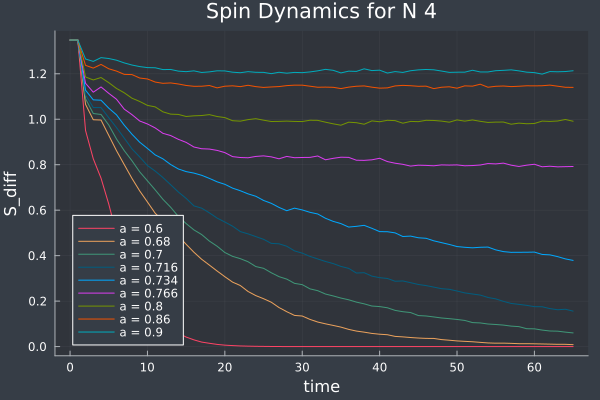 Spin Dynamics for N 4
S_diff
1.2
1.0
0.8
0.6
0.4
0.2
0.0
a = 0.6
a = 0.68
a = 0.7
a = 0.716
a = 0.734
a = 0.766
a = 0.8
a = 0.86
a = 0.9
0 10 20 30 40 50 60
time